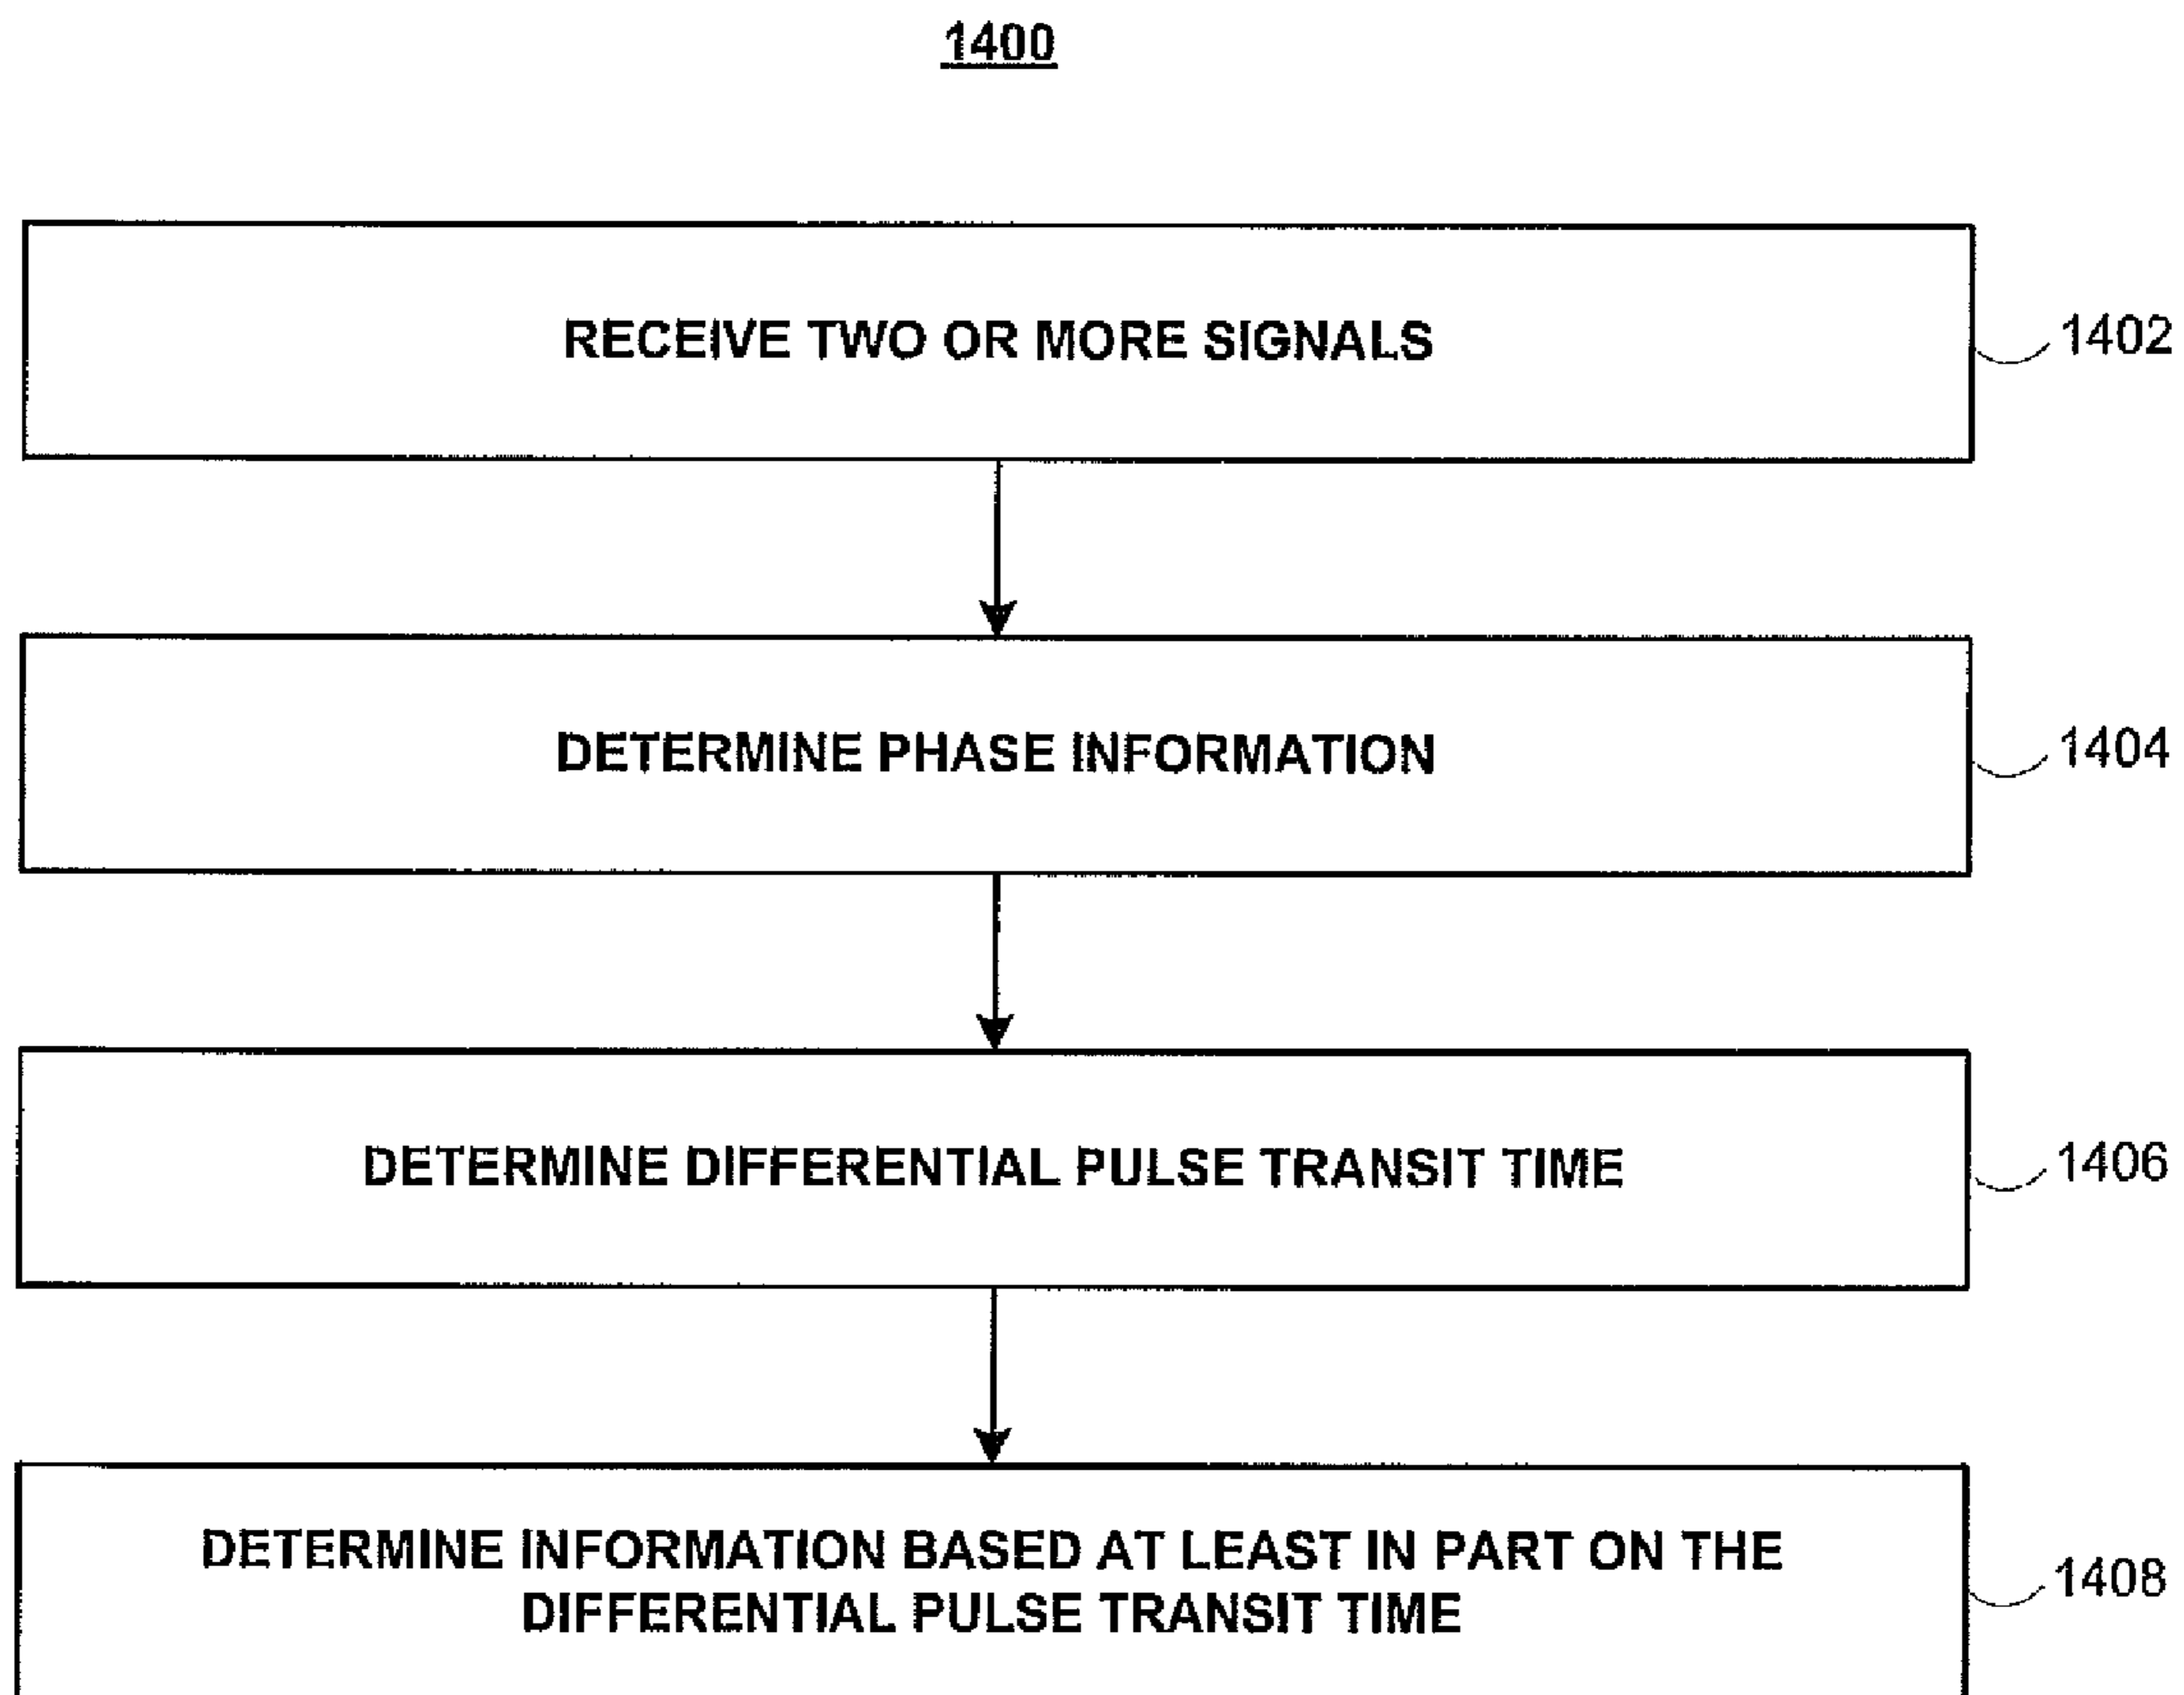 1400
RECEIVE TWO OR MORE SIGNALS
1402
DETERMINE PHASE INFORMATION
1404
DETERMINE DIFFERENTIAL PULSE TRANSIT TIME
1406
DETERMINE INFORMATION BASED AT LEAST IN PART ON THE
DIFFERENTIAL PULSE TRANSIT TIME
1408